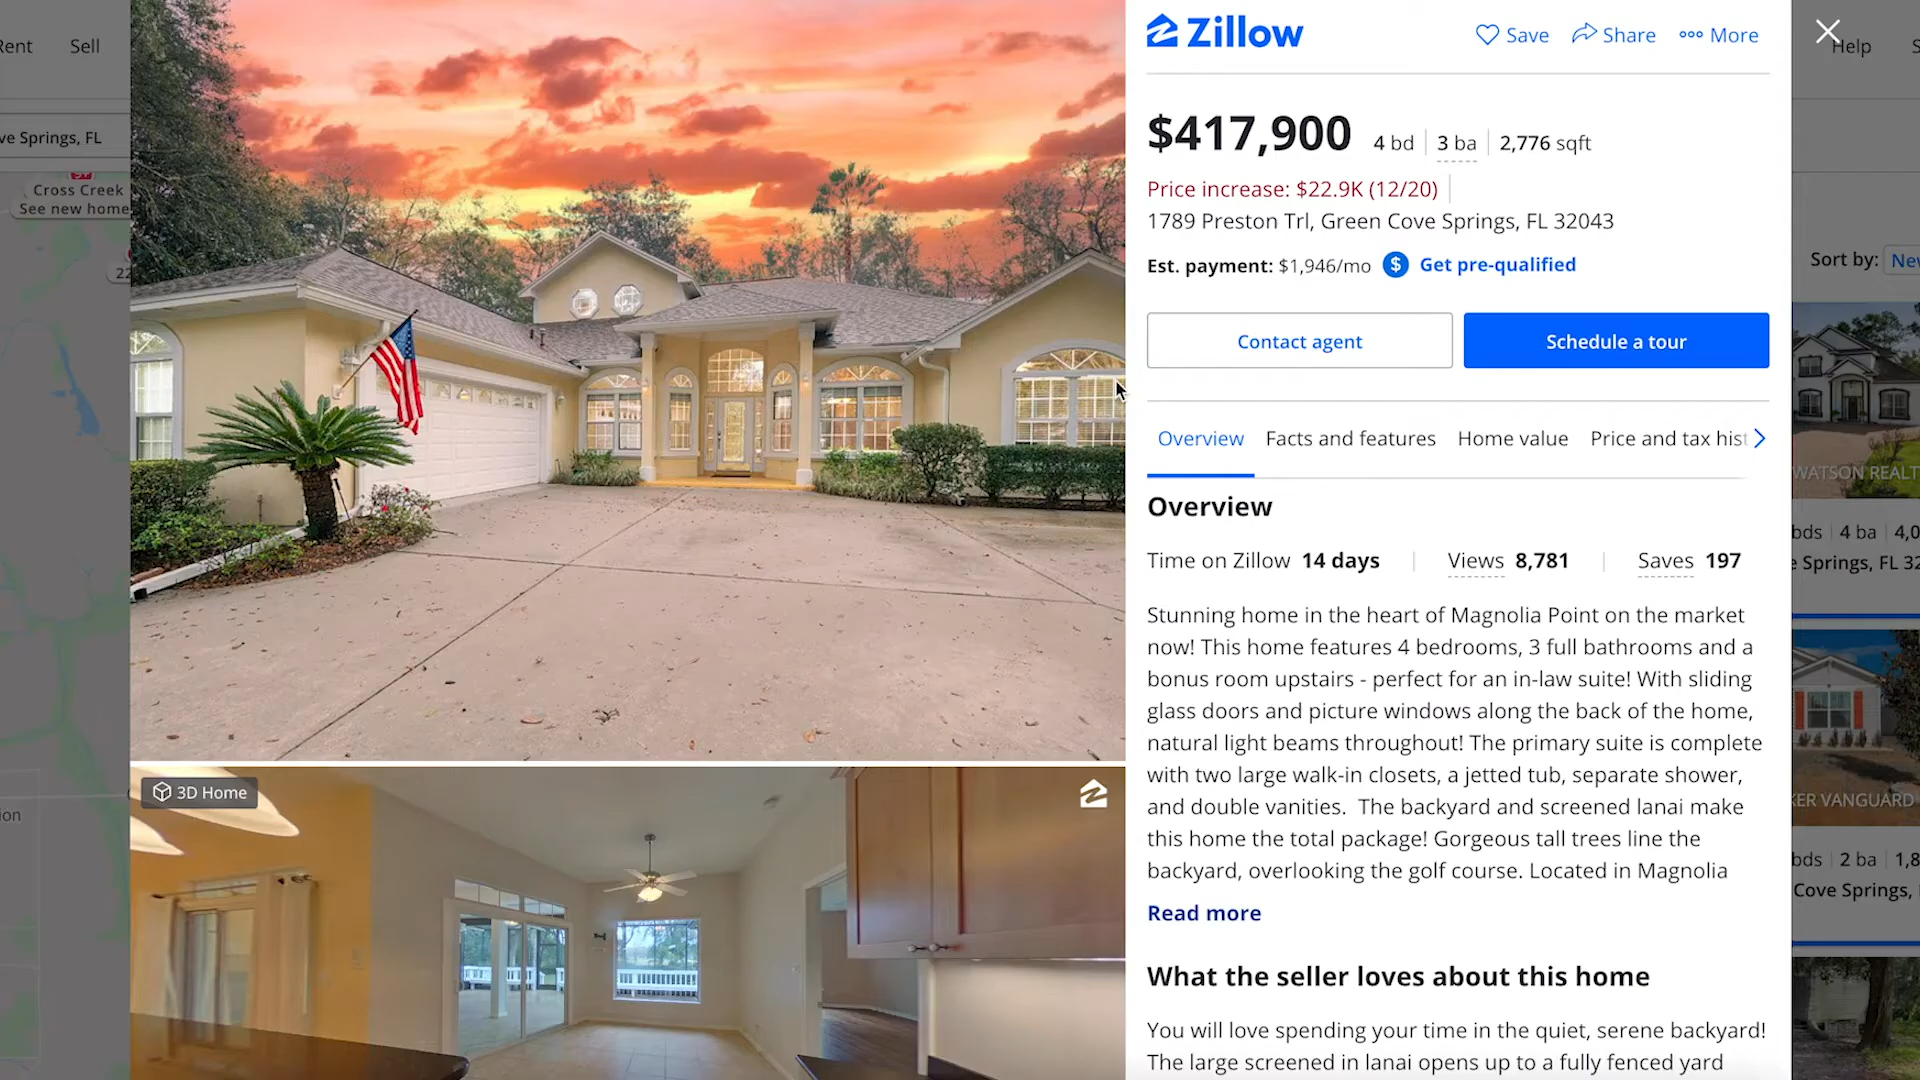 Rent
Sell
ve Springs, FL
Cross Creek
See new home
22
3D Home
Zillow
Save
Share
More
$417,900
4 bd
3 ba
2,776 sqft
Price increase: $22.9K (12/20)
1789 Preston Trl, Green Cove Springs, FL 32043
Est. payment: $1,946/mo
$
Get pre-qualified
Contact agent
Schedule a tour
Overview
Facts and features
Home value
Price and tax hist
Overview
Time on Zillow 14 days
Views 8,781
Saves 197
Stunning home in the heart of Magnolia Point on the market
now! This home features 4 bedrooms, 3 full bathrooms and a
bonus room upstairs - perfect for an in-law suite! With sliding
glass doors and picture windows along the back of the home,
natural light beams throughout! The primary suite is complete
with two large walk-in closets, a jetted tub, separate shower,
and double vanities. The backyard and screened lanai make
this home the total package! Gorgeous tall trees line the
backyard, overlooking the golf course. Located in Magnolia
Read more
What the seller loves about this home
You will love spending your time in the quiet, serene backyard!
The large screened in lanai opens up to a fully fenced yard
Help
Sort by:
New
WATSON REALT
bds
4 ba
4,0
e Springs, FL 32
KER VANGUARD
bds
2 ba
1,8
Cove Springs,